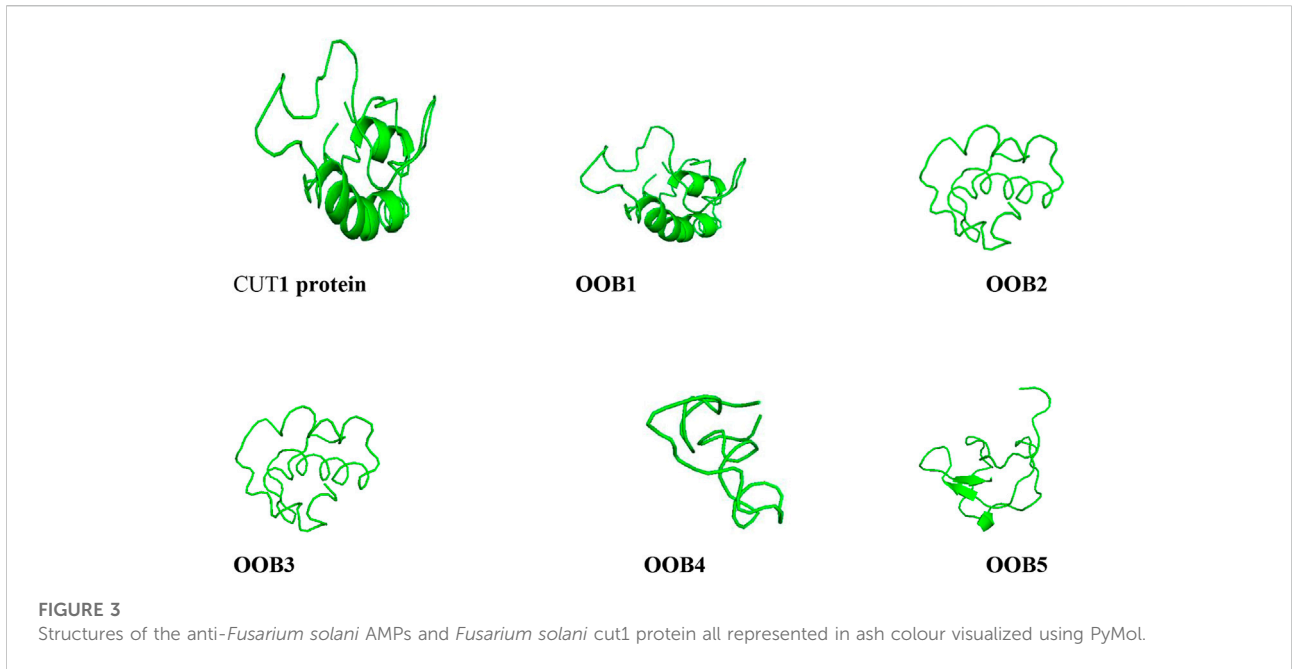 CUT1 protein
OOB1
OOB2
OOB3
OOB4
OOB5
FIGURE 3
Structures of the anti-Fusarium solani AMPs and Fusarium solani cut1 protein all represented in ash colour visualized using PyMol.